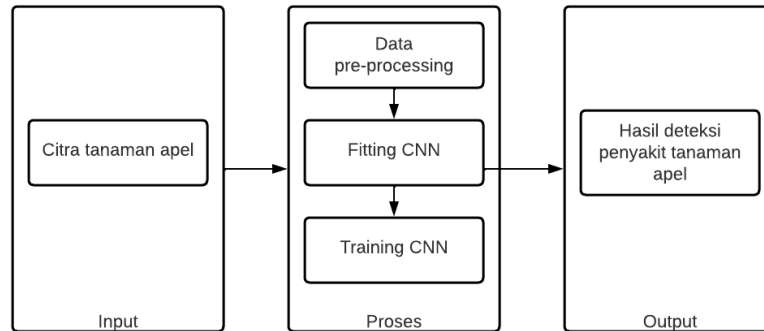 Citra tanaman apel
Input
Data
pre-processing
Fitting CNN
Training CNN
Proses
Hasil deteksi
penyakit tanaman
apel
Output